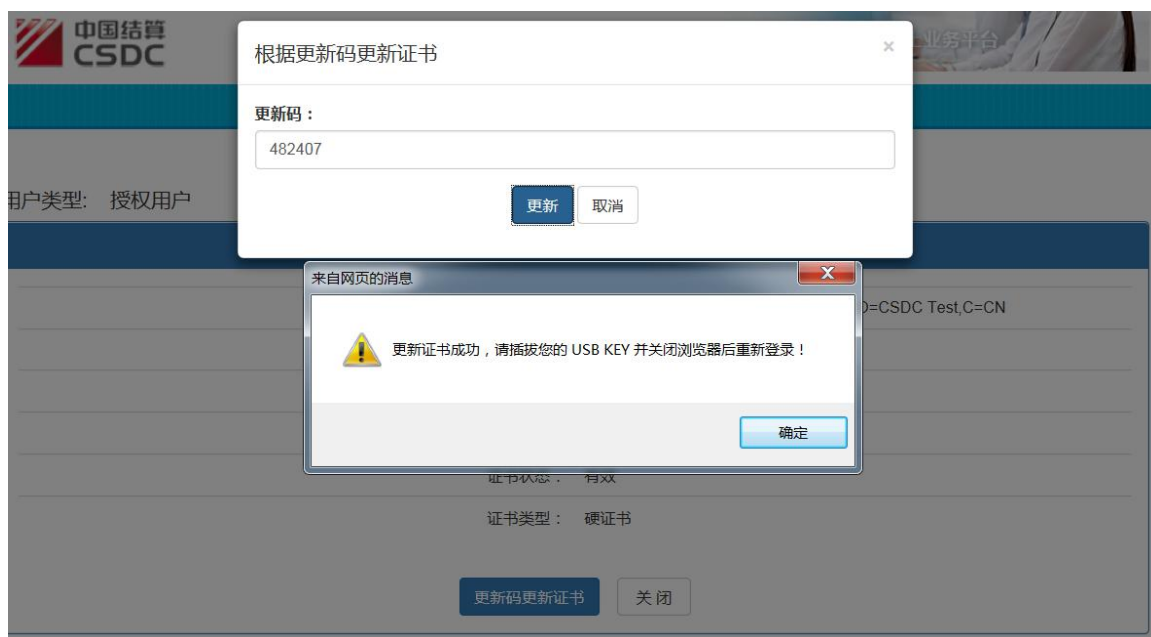 中国结算
CSDC
业务平台
根据更新码更新证书
×
更新码：
482407
更新 取消
用户类型: 授权用户
来自网页的消息
X
=CSDC Test,C=CN
更新证书成功，请插拔您的 USB KEY 并关闭浏览器后重新登录！
确定
证书状态： 有效
证书类型： 硬证书
更新码更新证书 关 闭